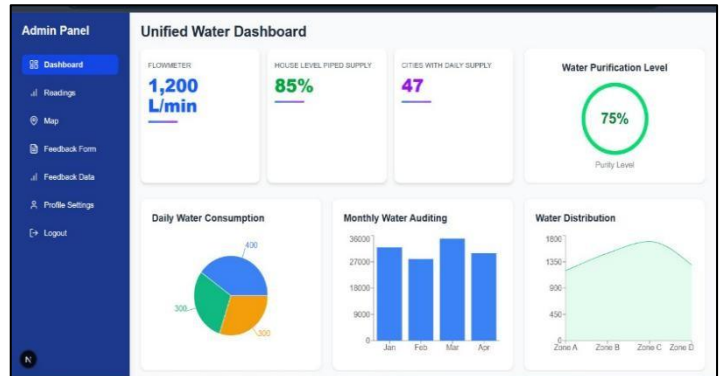 Admin Panel
Dashboard
Readings
Map
Feedback Form
Feedback Data
Profile Settings
Logout
N
Unified Water Dashboard
FLOWMETER
1,200
L/min
HOUSE LEVEL PIPED SUPPLY
85%
CITIES WITH DAILY SUPPLY
47
Water Purification Level
75%
Purity Level
Daily Water Consumption
400
300
300
Monthly Water Auditing
36000
27000
18000
9000
0
Jan Feb Mar Apr
Water Distribution
1800
1350
900
450
0
Zone A Zone B Zone C Zone D